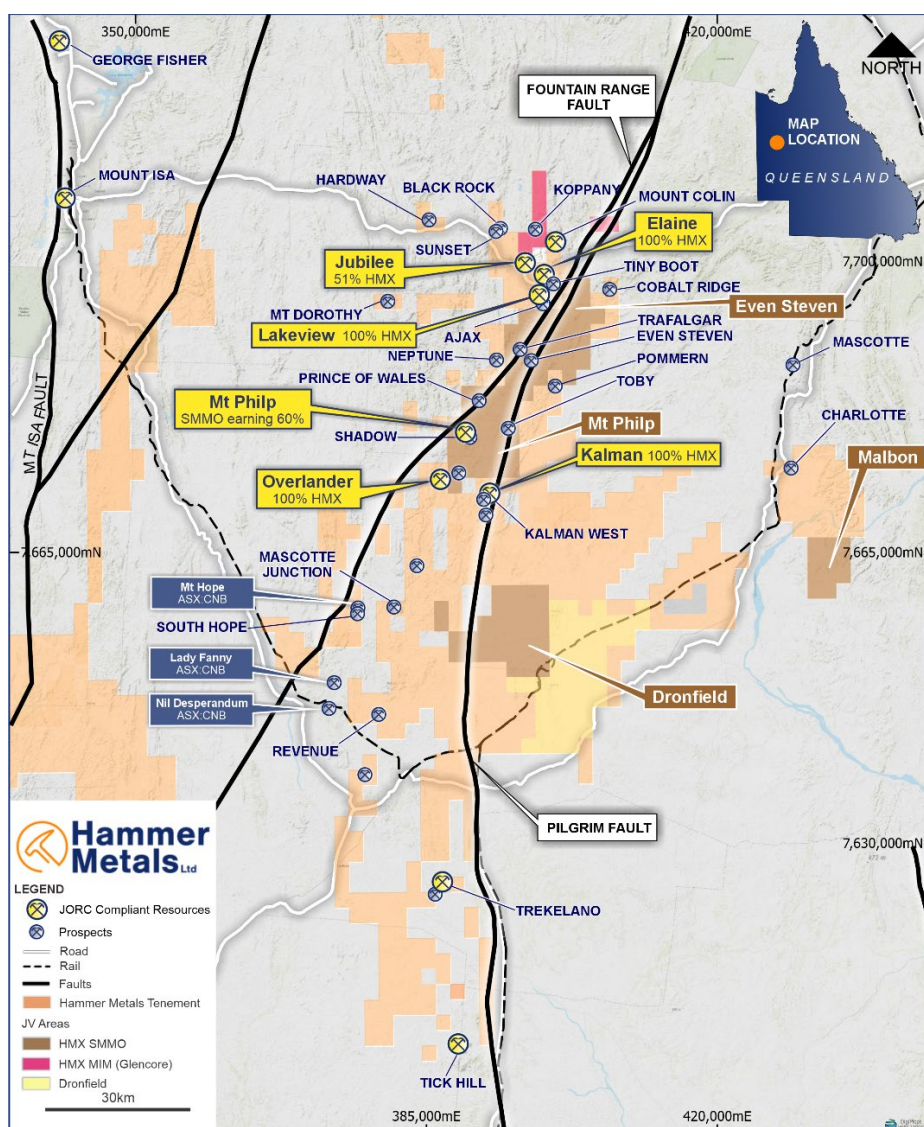 350,000mE
420,000mE
GEORGE FISHER
NORTH
FOUNTAIN RANGE
FAULT
MAP
LOCATION
QUEENSLAND
MOUNT ISA
HARDWAY
BLACK ROCK
KOPPANY
MOUNT COLIN
SUNSET
Elaine
100% HMX
Jubilee
51% HMX
7,700,000mN
TINY BOOT
COBALT RIDGE
MT DOROTHY
Even Steven
Lakeview 100% HMX
AJAX
TRAFALGAR
EVEN STEVEN
NEPTUNE
POMMERN
MASCOTTE
PRINCE OF WALES
TOBY
Mt Philp
SMMO earning 60%
SHADOW
Mt Philp
CHARLOTTE
MT ISA FAULT
Kalman 100% HMX
Malbon
Overlander
100% HMX
KALMAN WEST
7,665,000mN
7,665,000mN
MASCOTTE
JUNCTION
Mt Hope
ASX:CNB
SOUTH HOPE
Lady Fanny
ASX:CNB
Dronfield
Nil Desperandum
ASX:CNB
REVENUE
PILGRIM FAULT
7,630,000mN
Hammer
Metals Ltd
LEGEND
JORC Compliant Resources
Prospects
Road
Rail
Faults
Hammer Metals Tenement
JV Areas
HMX SMMO
HMX MIM (Glencore)
Dronfield
30km
TREKELANO
TICK HILL
385,000mE
420,000mE